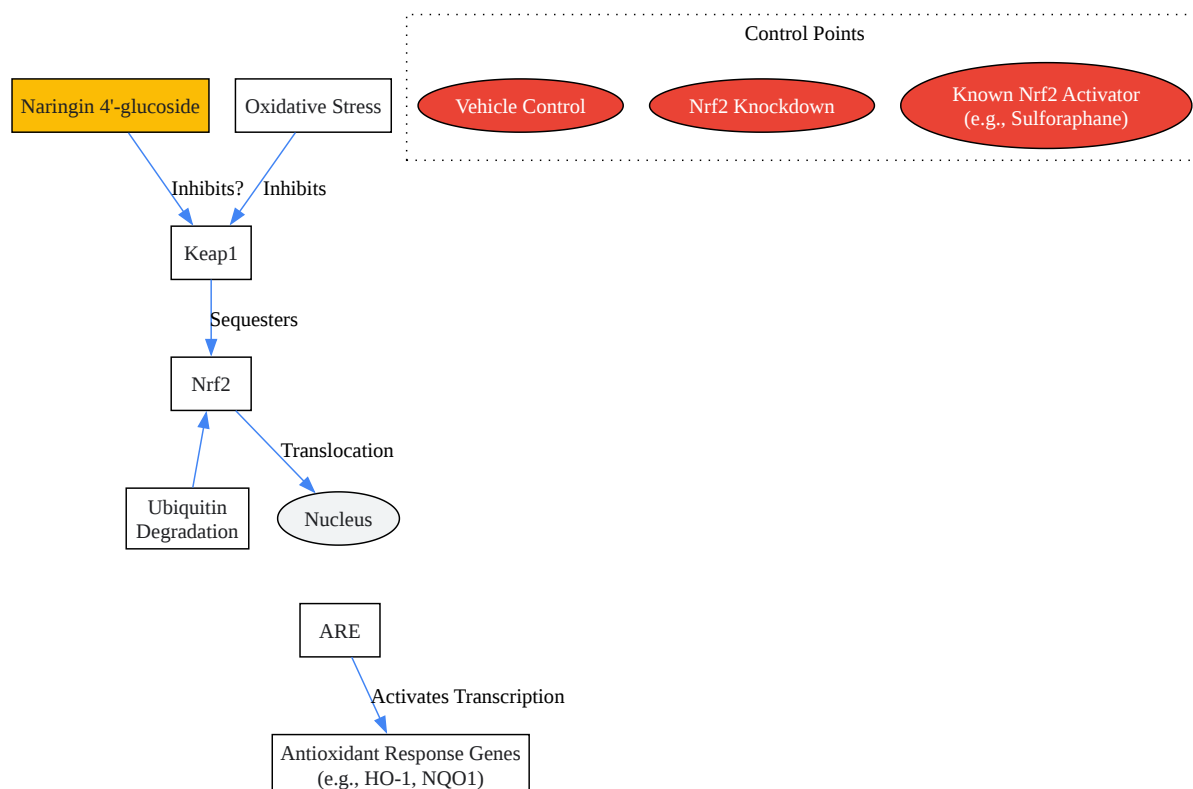 Control Points
Naringin 4'-glucoside
Oxidative Stress
Vehicle Control
Nrf2 Knockdown
Known Nrf2 Activator
(e.g., Sulforaphane)
Inhibits?
Inhibits
Keap1
Sequesters
Nrf2
Translocation
Ubiquitin
Degradation
Nucleus
ARE
Activates Transcription
Antioxidant Response Genes
(e.g., HO-1, NQO1)